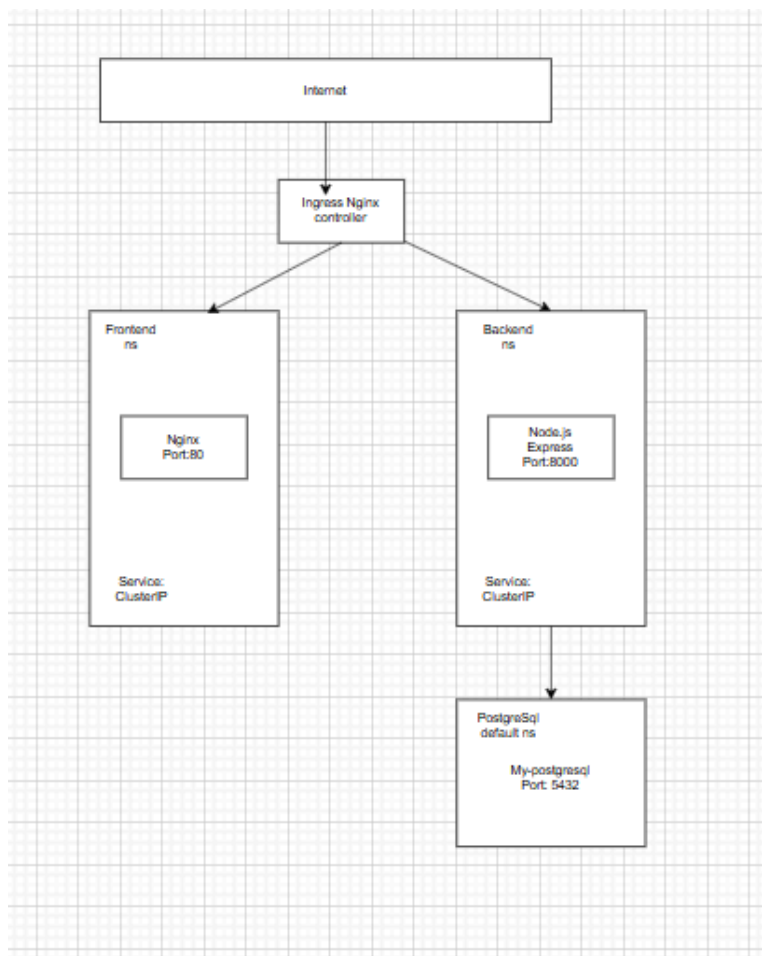 Internet
Ingress Nginx
controller
Frontend
ns
Nginx
Port:80
Service:
ClusterIP
Backend
ns
Node.js
Express
Port:8000
Service:
ClusterIP
PostgreSql
default ns
My-postgresql
Port: 5432